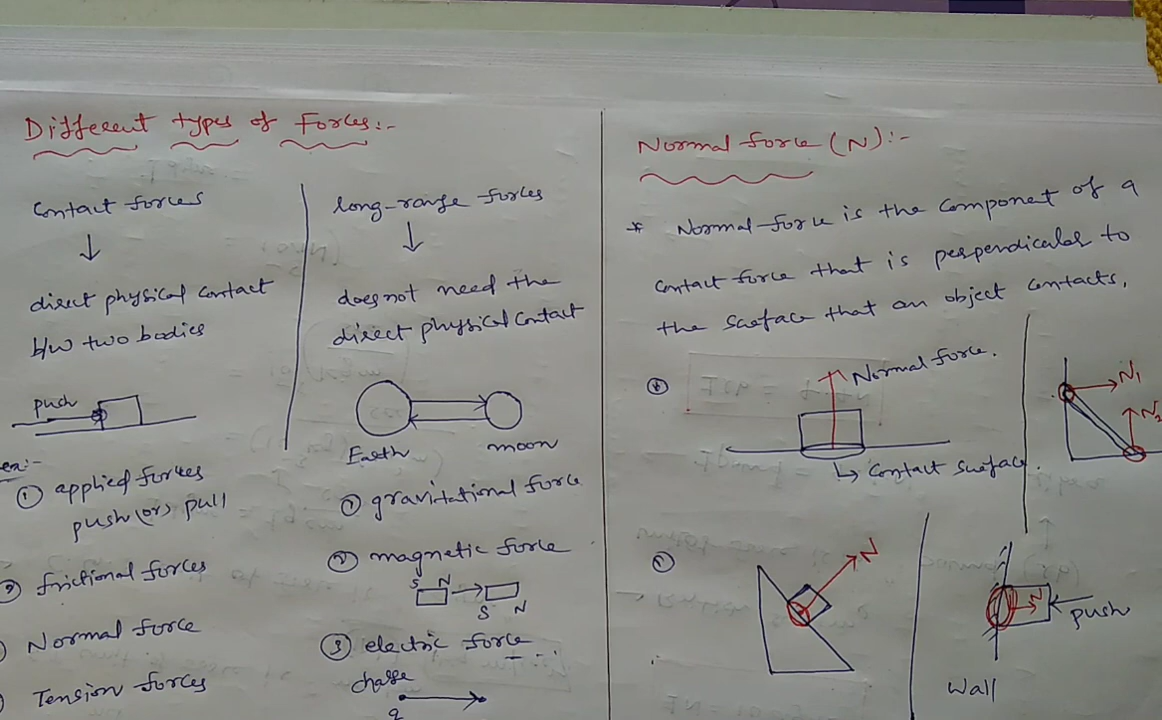 Different types of Forces:-
Contact forces
direct physical contact
b/w two bodies
push
ex:-
① applied forces
push (or) pull
② frictional forces
Normal force
Tension forces
long-range forces
does not need the
direct physical contact
Earth
moon
① gravitational force
② magnetic force
S N
S N
③ electric force - - . .
charge
q
Normal force (N):-
* Normal force is the component of a
contact force that is perpendicular to
the surface that an object contacts.
Normal force.
↳ Contact surface.
N₁
N₂
N
N
push
Wall